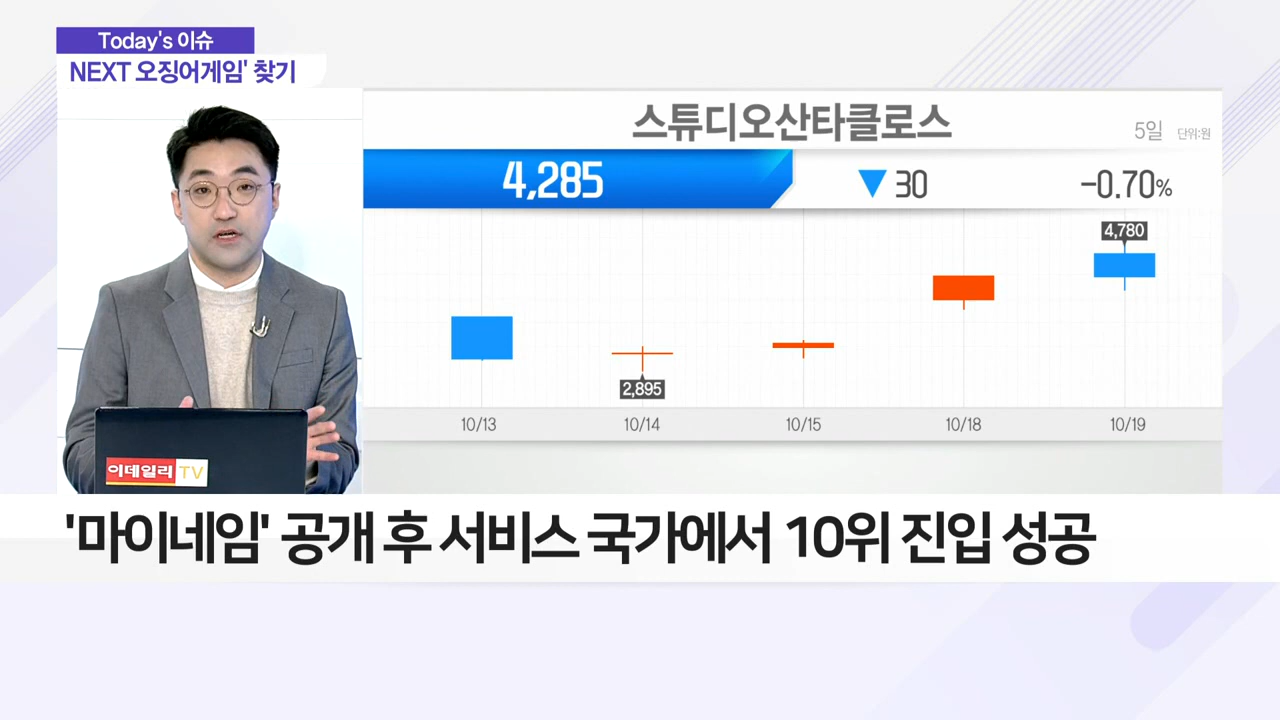 Today's 이슈
NEXT 오징어게임' 찾기
스튜디오산타클로스
5일 단위:원
4,285 ▼ 30 -0.70%
4,780
2,895
10/13 10/14 10/15 10/18 10/19
이데일리 TV
'마이네임' 공개 후 서비스 국가에서 10위 진입 성공